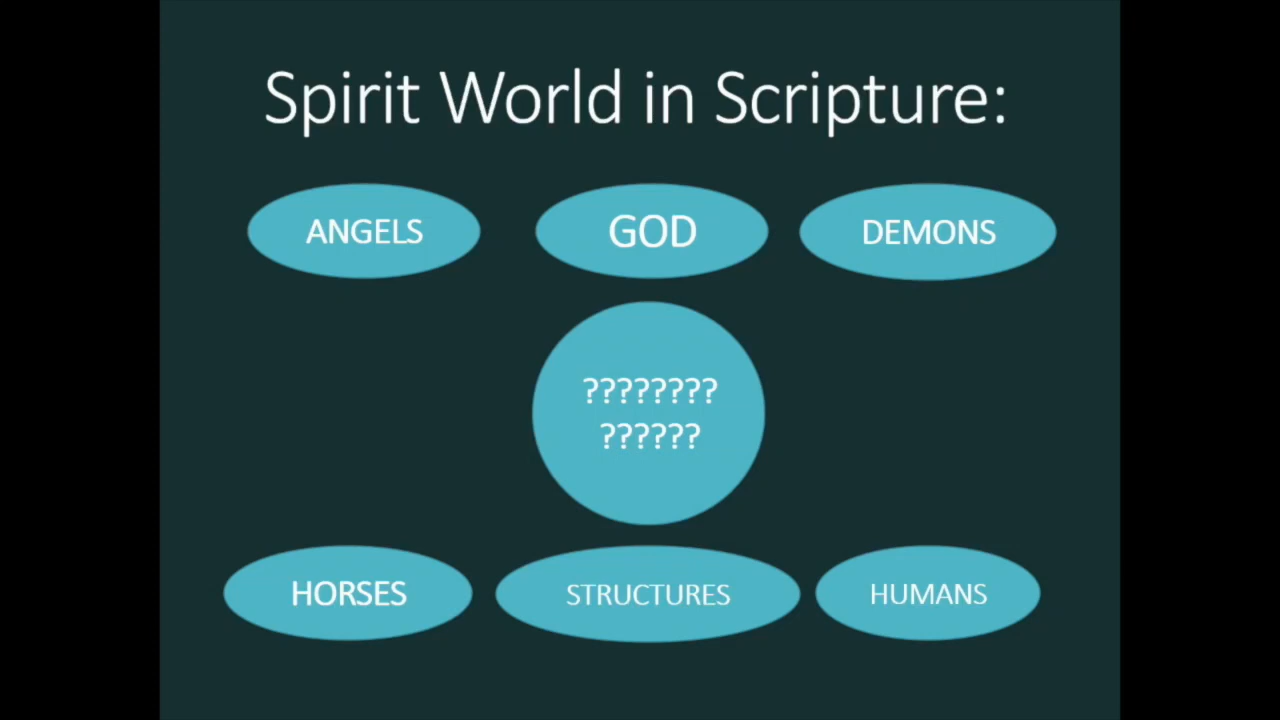 Spirit World in Scripture:
ANGELS
GOD
DEMONS
????????
??????
HORSES
STRUCTURES
HUMANS